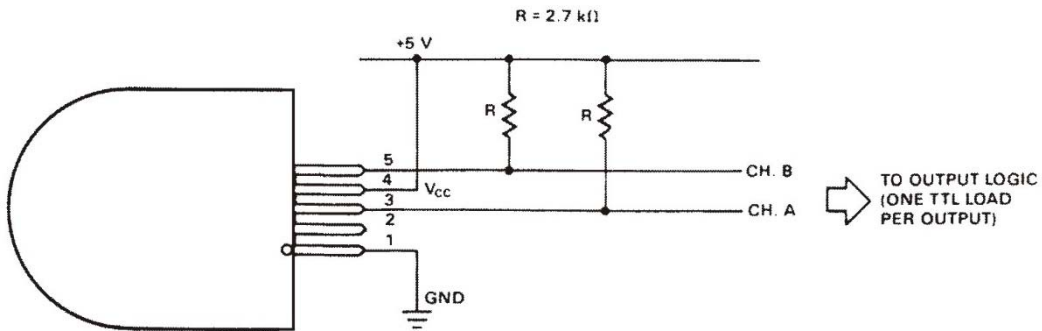 R = 2.7 kΩ
+5 V
R
R
5
4
VCC
3
2
1
GND
CH. B
CH. A
TO OUTPUT LOGIC
(ONE TTL LOAD
PER OUTPUT)